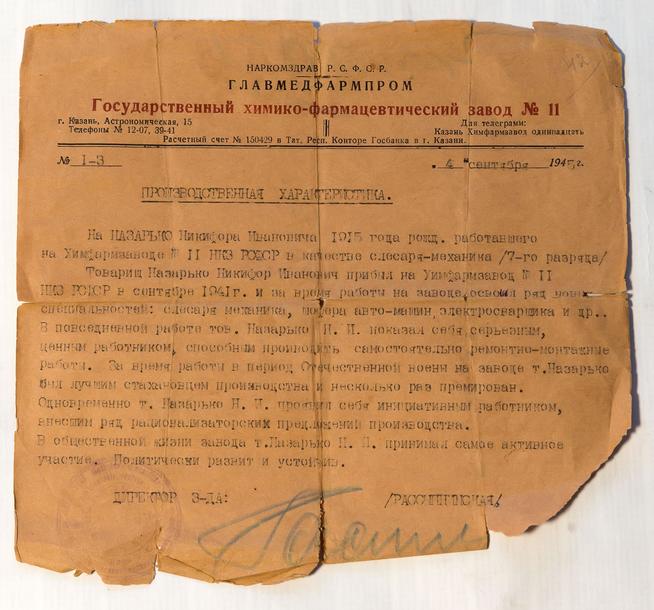 НАРКОМЗДРАВ Р. С. Ф. С. Р.
ГЛАВМЕДФАРМПРОМ
Государственный химико-фармацевтический завод № 11
г. Казань, Астрономическая, 15
Телефоны № 12-07, 39-41
Для телеграмм:
Казань Химфармзавод одиннадцать
Расчетный счет № 150429 в Тат. Респ. Конторе Госбанка в г. Казани.
№ I-3
„ 4 " сентября 1945 г.
ПРОИЗВОДСТВЕННАЯ ХАРАКТЕРИСТИКА.
На НАЗАРЬКО Никифора Ивановича 1915 года рожд. работавшего
на Химфармзаводе № II НКЗ РСФСР в качестве слесаря-механика /7-го разряда/
Товарищ Назарько Никифор Иванович прибыл на Химфармзавод № II
НКЗ РСФСР в сентябре 1941г. и за время работы на заводе освоил ряд новых
специальностей: слесаря механика, шофера авто-машин, электросварщика и др..
В повседневной работе тов. Назарько Н. И. показал себя серьезным,
ценным работником, способным производить самостоятельно ремонтно-монтажные
работы. За время работы в период Отечественной воены на заводе т.Назарько
был лучшим стахановцем производства и несколько раз премирован.
Одновременно т. Назарько Н. И. проявил себя инициативным работником,
внесшим ряд рационализаторских предложений производства.
В общественной жизни завода т.Назарько Н. И. принимал самое активное
участие. Политически развит и устойчив.
ДИРЕКТОР З-ДА: